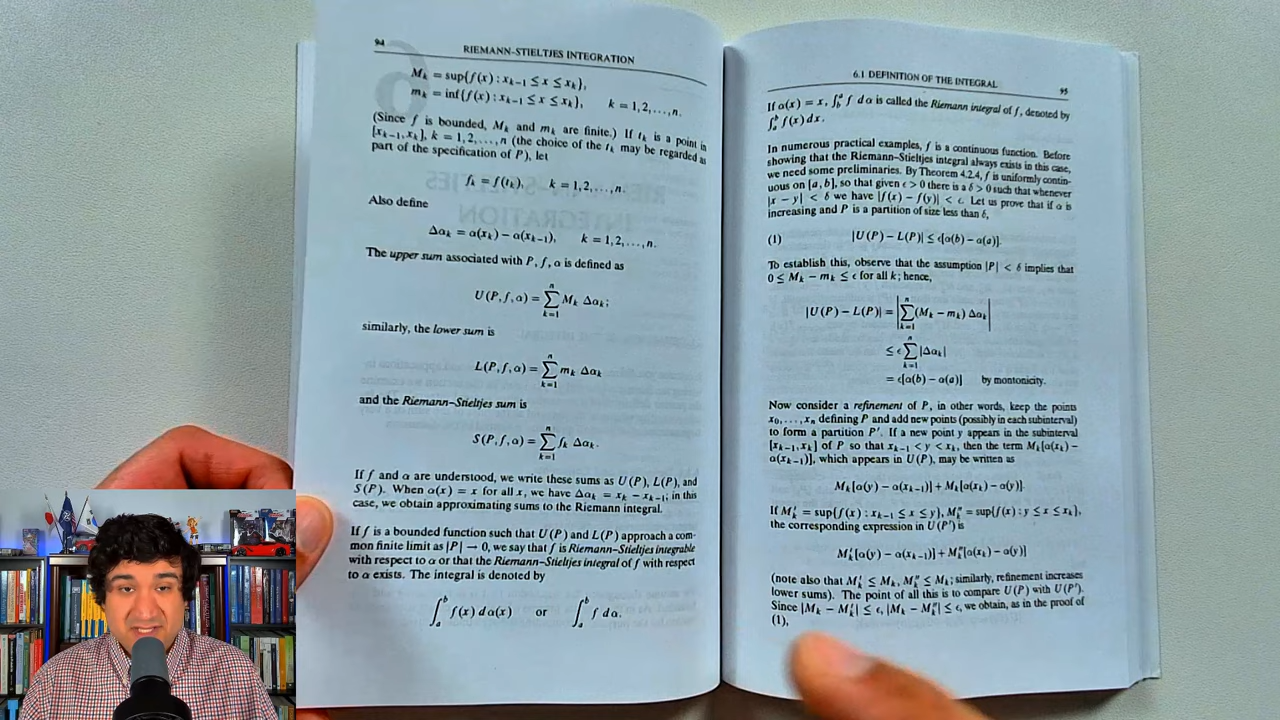 94
RIEMANN–STIELTJES INTEGRATION
M_k = sup{f(x) : x_{k−1} ≤ x ≤ x_k},
m_k = inf{f(x) : x_{k−1} ≤ x ≤ x_k}, k = 1, 2, . . . , n.
(Since f is bounded, M_k and m_k are finite.) If t_k is a point in
[x_{k−1}, x_k], k = 1, 2, . . . , n (the choice of the t_k may be regarded as
part of the specification of P), let
f_k = f(t_k), k = 1, 2, . . . , n.
Also define
Δα_k = α(x_k) − α(x_{k−1}), k = 1, 2, . . . , n.
The upper sum associated with P, f, α is defined as
U(P, f, α) = ∑_{k=1}^{n} M_k Δα_k;
similarly, the lower sum is
L(P, f, α) = ∑_{k=1}^{n} m_k Δα_k
and the Riemann–Stieltjes sum is
S(P, f, α) = ∑_{k=1}^{n} f_k Δα_k.
If f and α are understood, we write these sums as U(P), L(P), and
S(P). When α(x) = x for all x, we have Δα_k = x_k − x_{k−1}; in this
case, we obtain approximating sums to the Riemann integral.
If f is a bounded function such that U(P) and L(P) approach a com-
mon finite limit as |P| → 0, we say that f is Riemann–Stieltjes integrable
with respect to α or that the Riemann–Stieltjes integral of f with respect
to α exists. The integral is denoted by
∫_a^b f(x) dα(x) or ∫_a^b f dα.
6.1 DEFINITION OF THE INTEGRAL
95
If α(x) = x, ∫_b^a f dα is called the Riemann integral of f, denoted by
∫_a^b f(x) dx.
In numerous practical examples, f is a continuous function. Before
showing that the Riemann–Stieltjes integral always exists in this case,
we need some preliminaries. By Theorem 4.2.4, f is uniformly contin-
uous on [a, b], so that given ϵ > 0 there is a δ > 0 such that whenever
|x − y| < δ we have |f(x) − f(y)| < ϵ. Let us prove that if α is
increasing and P is a partition of size less than δ,
(1) |U(P) − L(P)| ≤ ϵ[α(b) − α(a)].
To establish this, observe that the assumption |P| < δ implies that
0 ≤ M_k − m_k ≤ ϵ for all k; hence,
|U(P) − L(P)| = |∑_{k=1}^{n} (M_k − m_k) Δα_k|
≤ ϵ ∑_{k=1}^{n} |Δα_k|
= ϵ[α(b) − α(a)] by montonicity.
Now consider a refinement of P, in other words, keep the points
x_0, . . . , x_n defining P and add new points (possibly in each subinterval)
to form a partition P′. If a new point y appears in the subinterval
[x_{k−1}, x_k] of P, so that x_{k−1} < y < x_k, then the term M_k[α(x_k) −
α(x_{k−1})], which appears in U(P), may be written as
M_k[α(y) − α(x_{k−1})] + M_k[α(x_k) − α(y)].
If M′_k = sup{f(x) : x_{k−1} ≤ x ≤ y}, M″_k = sup{f(x) : y ≤ x ≤ x_k},
the corresponding expression in U(P′) is
M′_k[α(y) − α(x_{k−1})] + M″_k[α(x_k) − α(y)]
(note also that M′_k ≤ M_k, M″_k ≤ M_k; similarly, refinement increases
lower sums). The point of all this is to compare U(P) with U(P′).
Since |M_k − M′_k| ≤ ϵ, |M_k − M″_k| ≤ ϵ, we obtain, as in the proof of
(1),